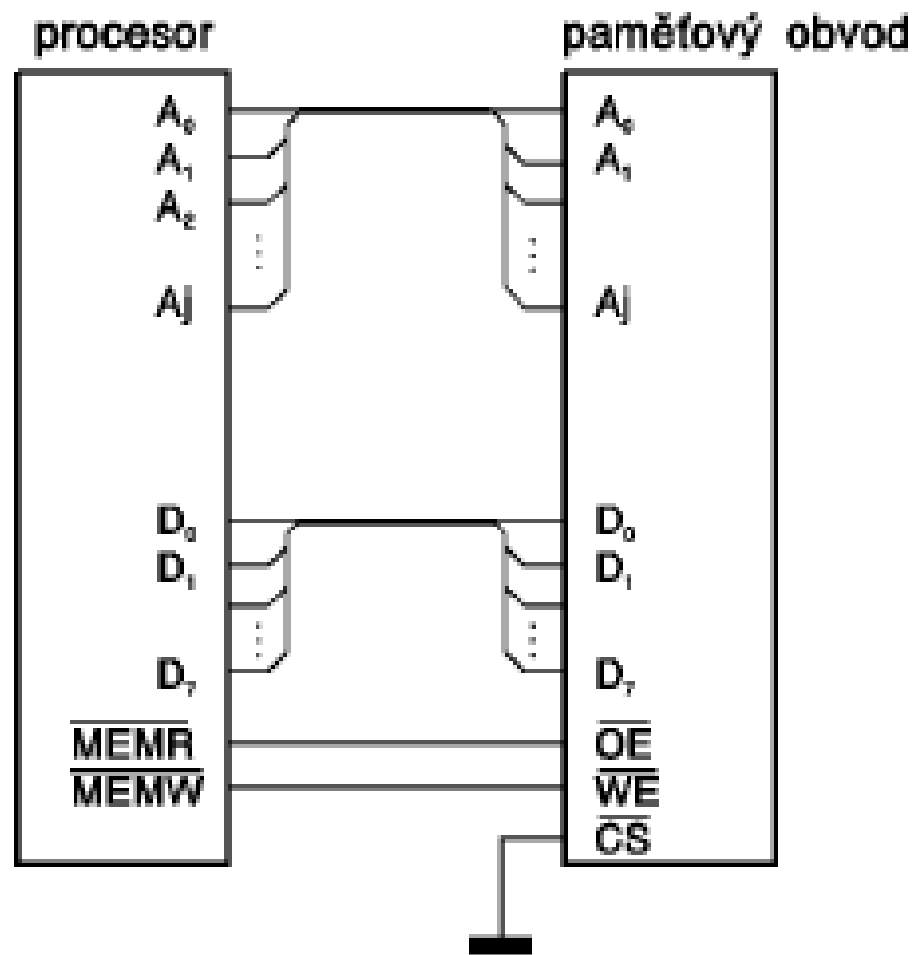 procesor
paměťový obvod
A₀
A₁
A₂
Aj
D₀
D₁
D₇
MEMR
MEMW
A₀
A₁
Aj
D₀
D₁
D₇
OE
WE
CS